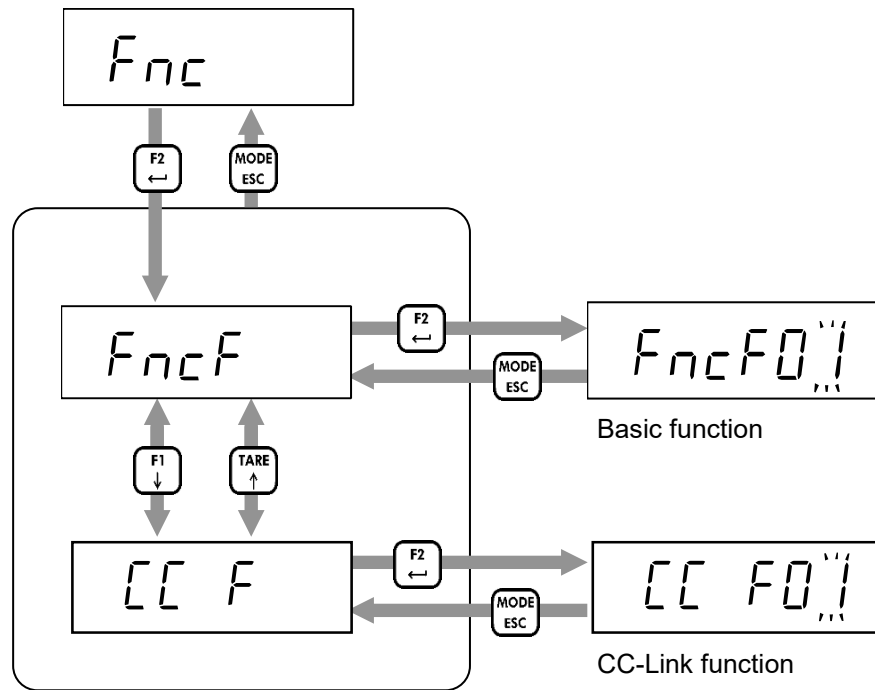 Fnc
F2
←
MODE
ESC
FncF
F2
←
MODE
ESC
FncF01
Basic function
F1
↓
TARE
↑
CC F
F2
←
MODE
ESC
CC F01
CC-Link function